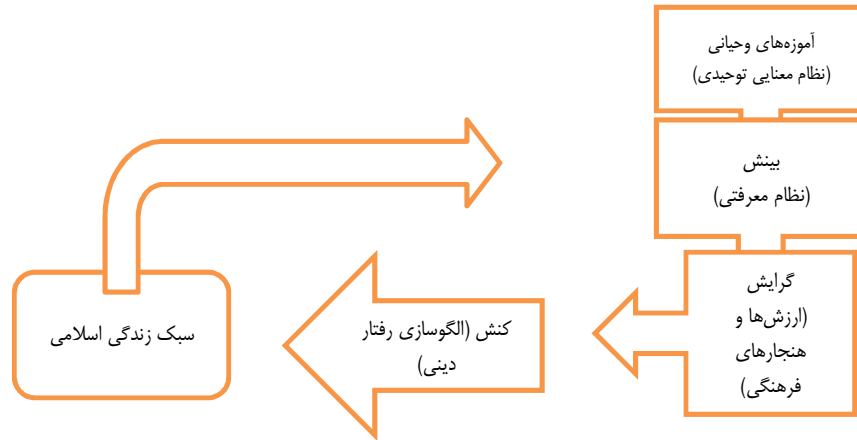 آموزه‌های وحیانی
(نظام معنایی توحیدی)
بینش
(نظام معرفتی)
گرایش
(ارزش‌ها و
هنجارهای
فرهنگی)
کنش (الگوسازی رفتار
دینی)
سبک زندگی اسلامی